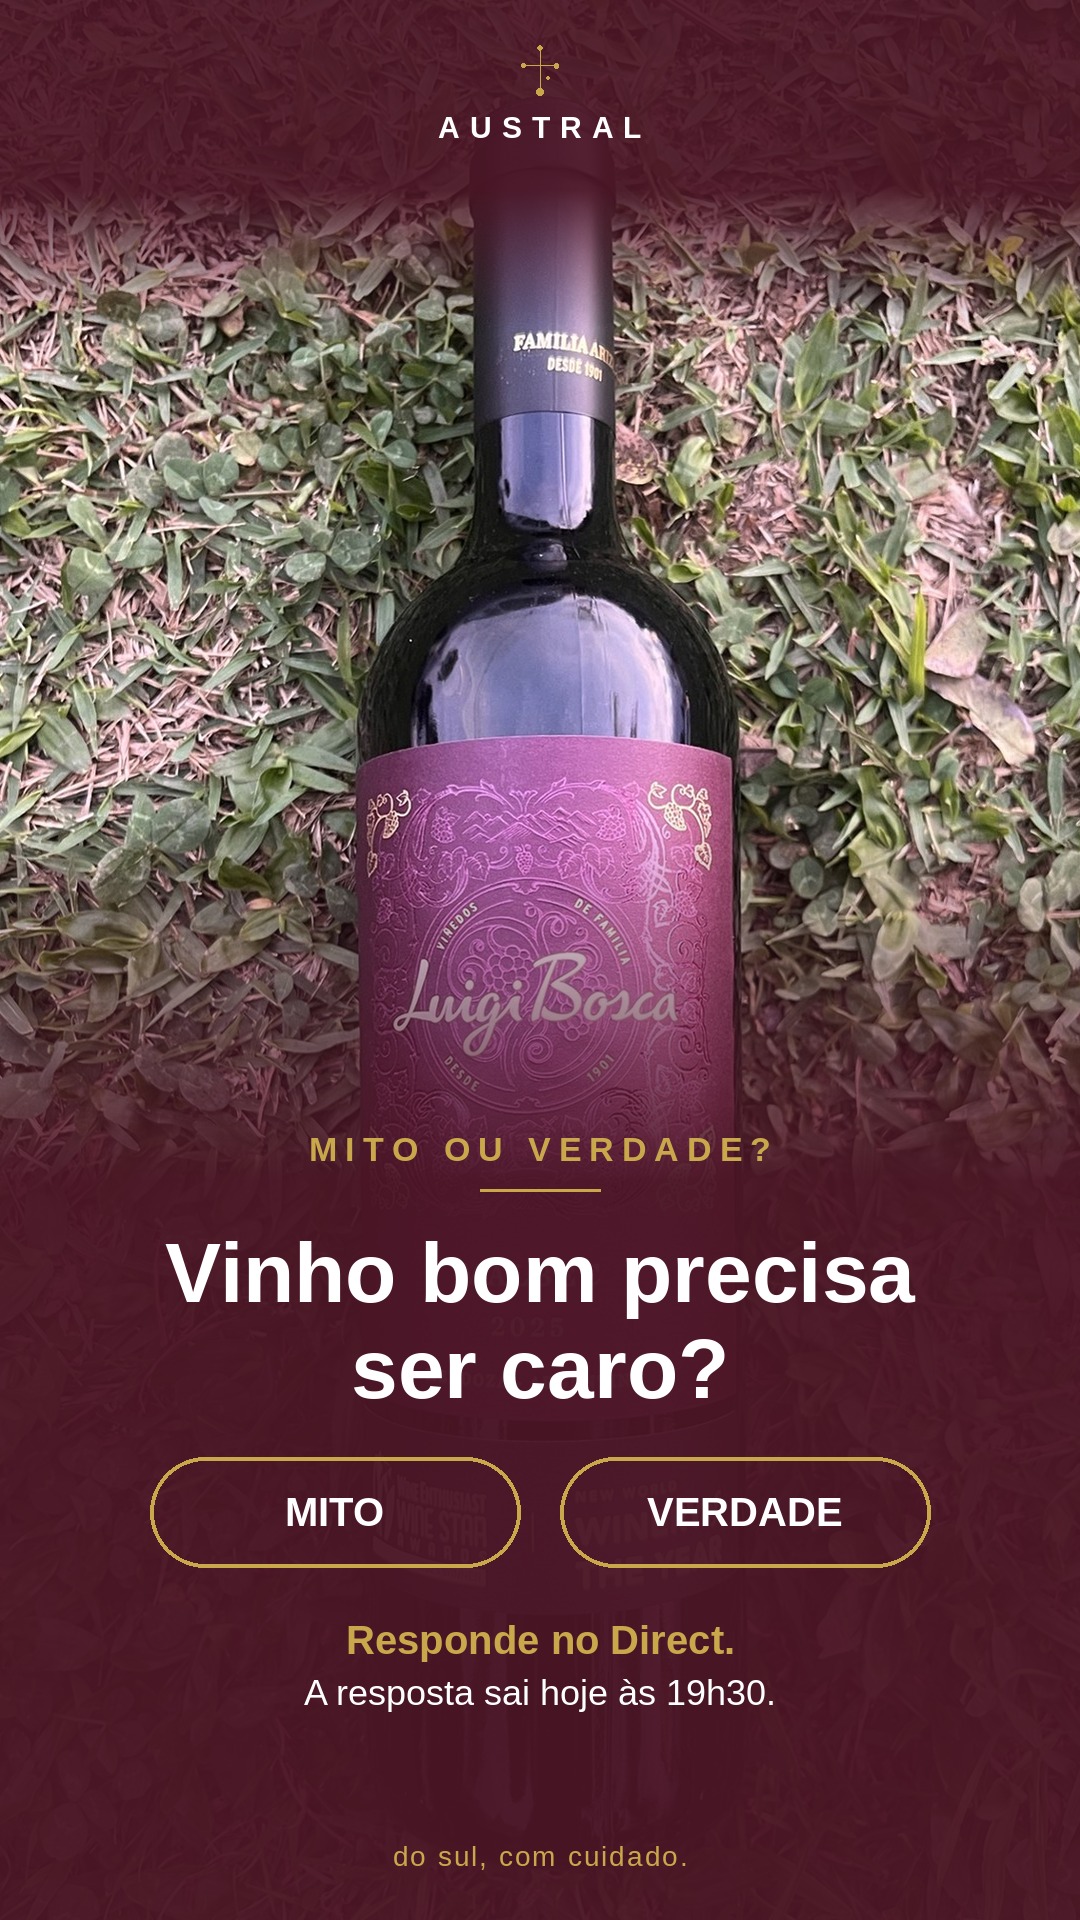 AUSTRAL
FAMILIA
DESDE 1901
VIÑEDOS DE FAMILIA
Luigi Bosca
DESDE 1901
MITO OU VERDADE?
Vinho bom precisa
ser caro?
2025
MITO
VERDADE
Responde no Direct.
A resposta sai hoje às 19h30.
do sul, com cuidado.